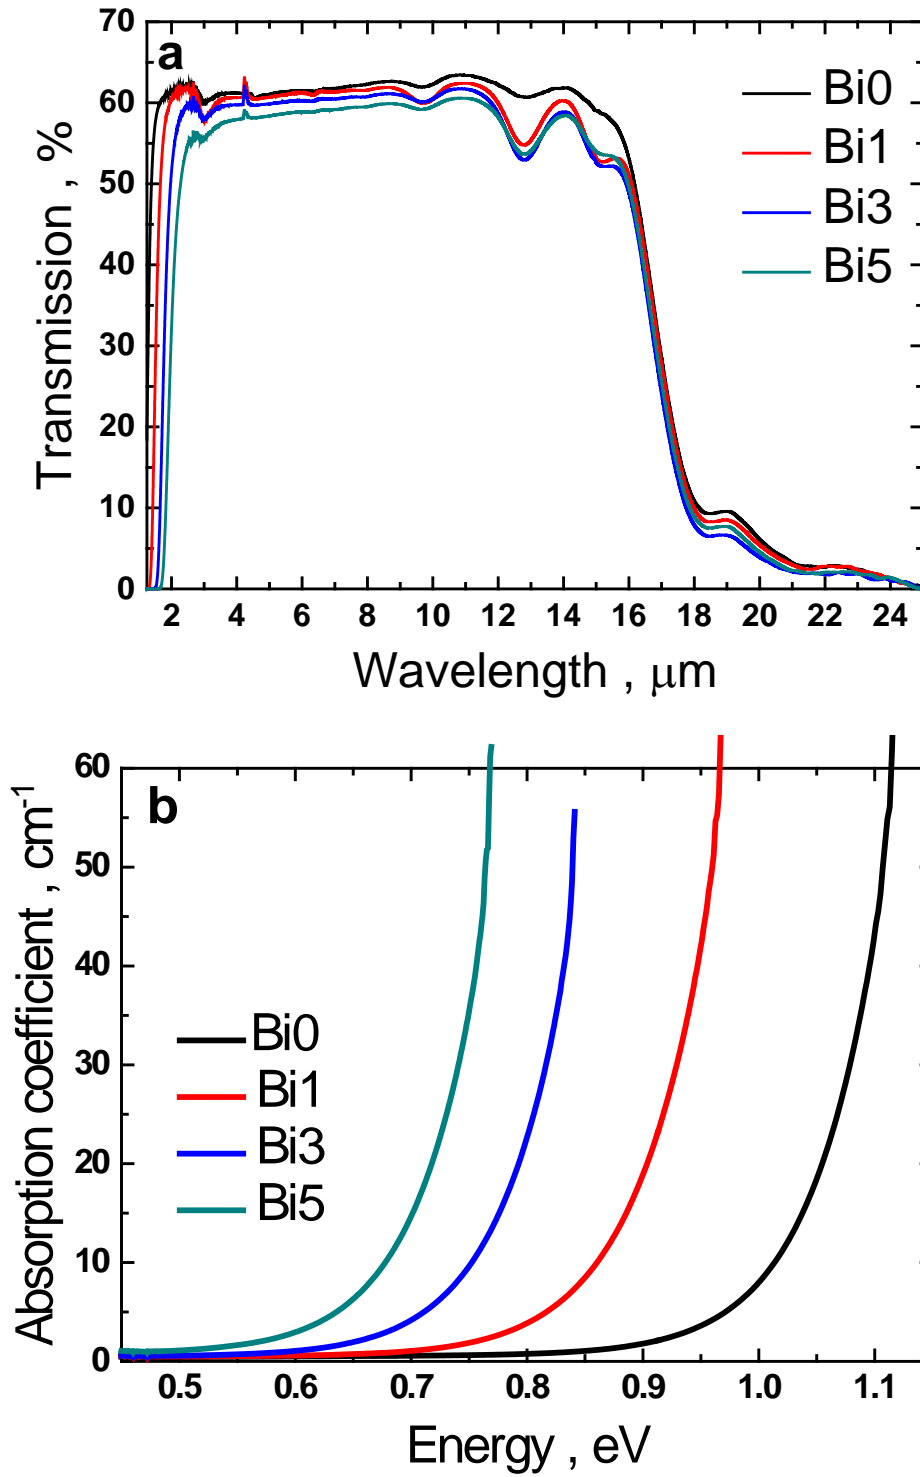 a
70
60
50
40
30
20
10
0
Transmission , %
Bi0
Bi1
Bi3
Bi5
2 4 6 8 10 12 14 16 18 20 22 24
Wavelength , μm
b
60
50
40
30
20
10
0
Absorption coefficient , cm⁻¹
Bi0
Bi1
Bi3
Bi5
0.5 0.6 0.7 0.8 0.9 1.0 1.1
Energy , eV